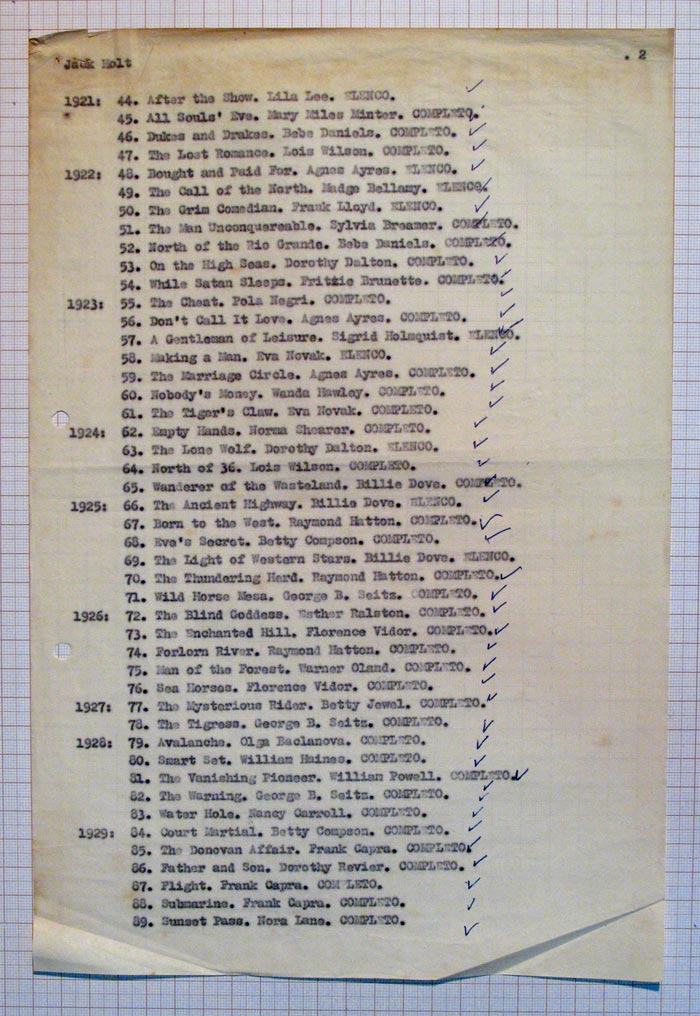 Jack Holt
. 2
1921: 44. After the Show. Lila Lee. ELENCO.
45. All Souls' Eve. Mary Miles Minter. COMPLETO.
46. Dukes and Drakes. Bebe Daniels. COMPLETO.
47. The Lost Romance. Lois Wilson. COMPLETO.
1922: 48. Bought and Paid For. Agnes Ayres. ELENCO.
49. The Call of the North. Madge Bellamy. ELENCO.
50. The Grim Comedian. Frank Lloyd. ELENCO.
51. The Man Unconquereable. Sylvia Breamer. COMPLETO.
52. North of the Rio Grande. Bebe Daniels. COMPLETO.
53. On the High Seas. Dorothy Dalton. COMPLETO.
54. While Satan Sleeps. Fritzie Brunette. COMPLETO.
1923: 55. The Cheat. Pola Negri. COMPLETO.
56. Don't Call It Love. Agnes Ayres. COMPLETO.
57. A Gentleman of Leisure. Sigrid Holmquist. ELENCO.
58. Making a Man. Eva Novak. ELENCO.
59. The Marriage Circle. Agnes Ayres. COMPLETO.
60. Nobody's Money. Wanda Hawley. COMPLETO.
61. The Tiger's Claw. Eva Novak. COMPLETO.
1924: 62. Empty Hands. Norma Shearer. COMPLETO.
63. The Lone Wolf. Dorothy Dalton. ELENCO.
64. North of 36. Lois Wilson. COMPLETO.
65. Wanderer of the Wasteland. Billie Dove. COMPLETO.
1925: 66. The Ancient Highway. Billie Dove. ELENCO.
67. Born to the West. Raymond Hatton. COMPLETO.
68. Eve's Secret. Betty Compson. COMPLETO.
69. The Light of Western Stars. Billie Dove. ELENCO.
70. The Thundering Herd. Raymond Hatton. COMPLETO.
71. Wild Horse Mesa. George B. Seitz. COMPLETO.
1926: 72. The Blind Goddess. Esther Ralston. COMPLETO.
73. The Enchanted Hill. Florence Vidor. COMPLETO.
74. Forlorn River. Raymond Hatton. COMPLETO.
75. Man of the Forest. Warner Oland. COMPLETO.
76. Sea Horses. Florence Vidor. COMPLETO.
1927: 77. The Mysterious Rider. Betty Jewel. COMPLETO.
78. The Tigress. George B. Seitz. COMPLETO.
1928: 79. Avalanche. Olga Baclanova. COMPLETO.
80. Smart Set. William Haines. COMPLETO.
81. The Vanishing Pioneer. William Powell. COMPLETO.
82. The Warning. George B. Seitz. COMPLETO.
83. Water Hole. Nancy Carroll. COMPLETO.
1929: 84. Court Martial. Betty Compson. COMPLETO.
85. The Donovan Affair. Frank Capra. COMPLETO.
86. Father and Son. Dorothy Revier. COMPLETO.
87. Flight. Frank Capra. COMPLETO.
88. Submarine. Frank Capra. COMPLETO.
89. Sunset Pass. Nora Lane. COMPLETO.